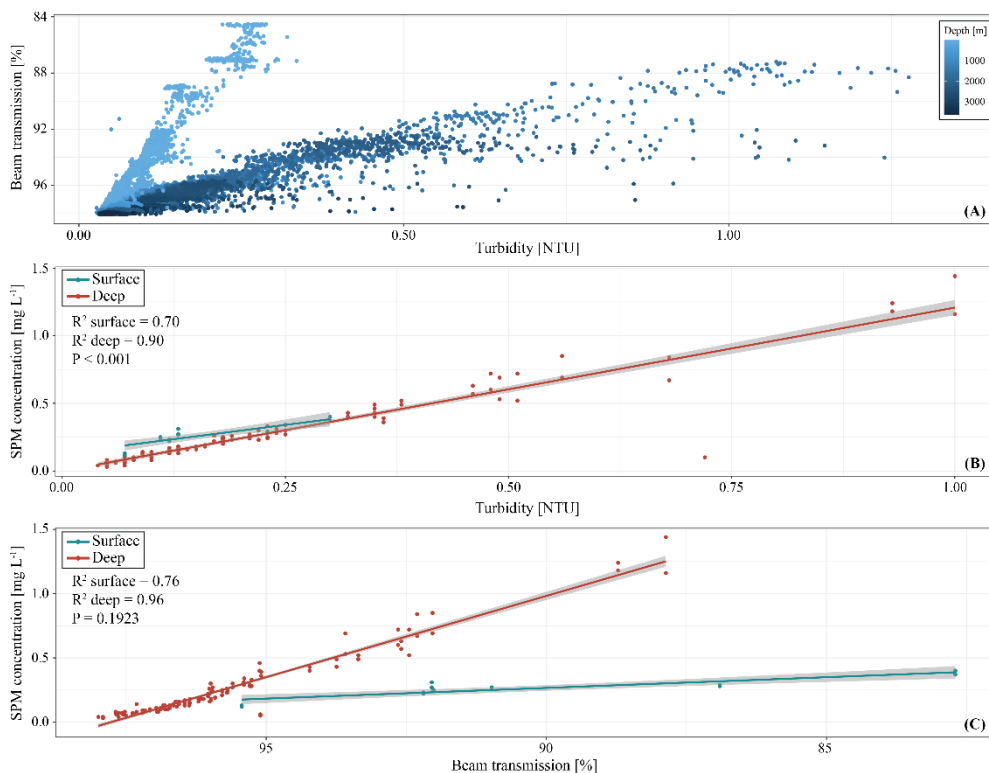 84
88
92
96
Beam transmission [%]
Depth [m]
1000
2000
3000
(A)
0.00
0.50
1.00
Turbidity [NTU]
1.5
1.0
0.5
0.0
SPM concentration [mg L⁻¹]
Surface
Deep
R² surface = 0.70
R² deep = 0.90
P < 0.001
(B)
0.00
0.25
0.50
0.75
1.00
Turbidity [NTU]
1.5
1.0
0.5
0.0
SPM concentration [mg L⁻¹]
Surface
Deep
R² surface = 0.76
R² deep = 0.96
P = 0.1923
(C)
95
90
85
Beam transmission [%]